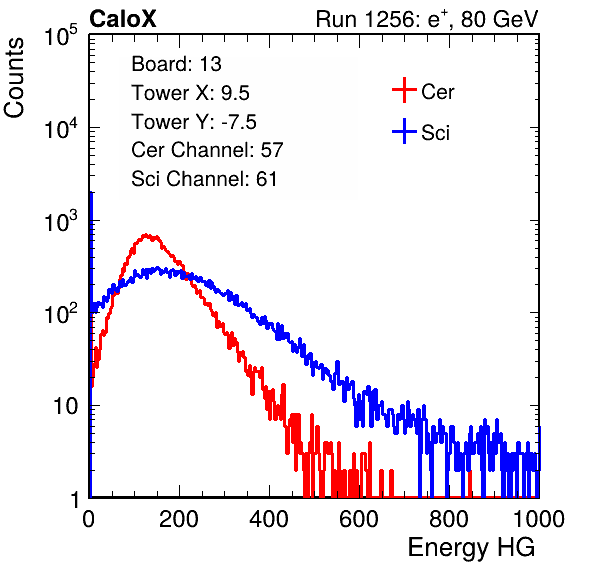 CaloX Run 1256: e⁺, 80 GeV
Counts
Board: 13
Tower X: 9.5
Tower Y: -7.5
Cer Channel: 57
Sci Channel: 61
Cer
Sci
10⁵
10⁴
10³
10²
10
1
0 200 400 600 800 1000
Energy HG